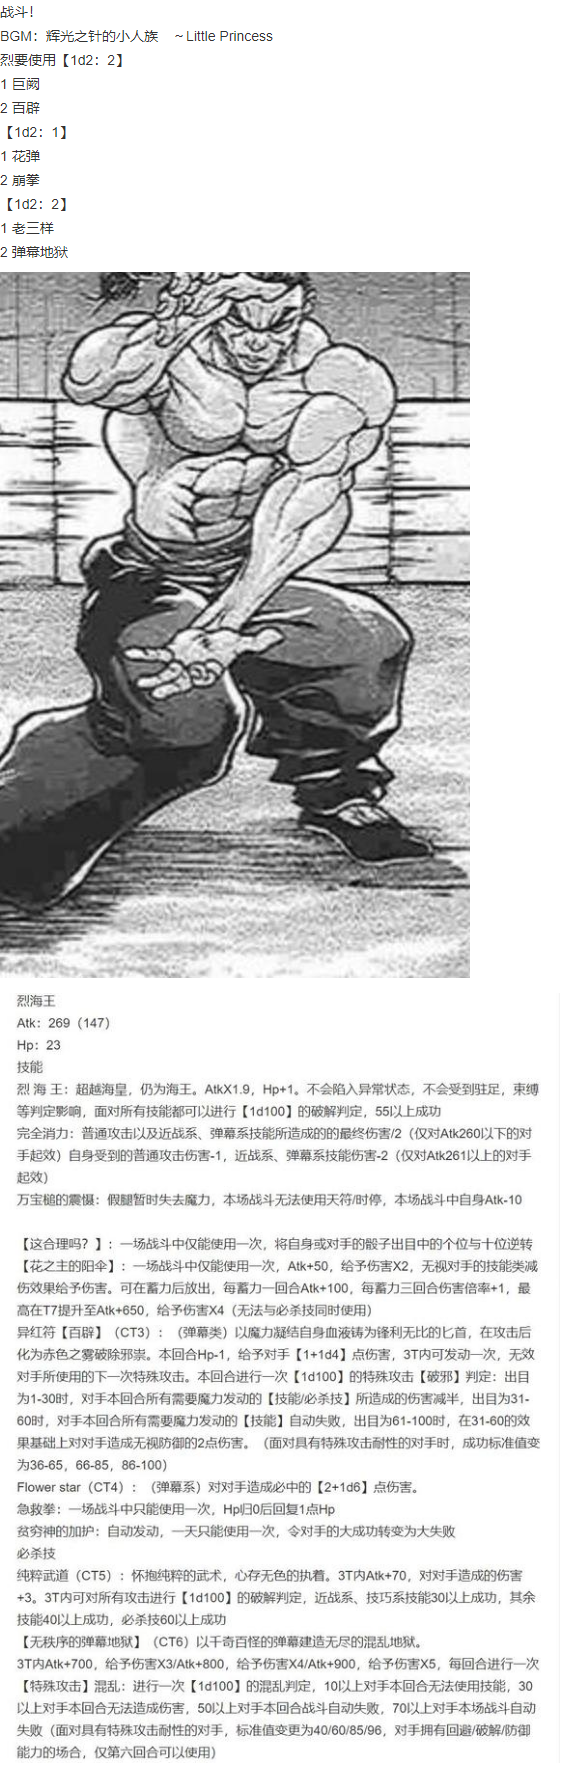 战斗！
BGM：辉光之针的小人族　～Little Princess
烈要使用【1d2：2】
1 巨阙
2 百辟
【1d2：1】
1 花弹
2 崩拳
【1d2：2】
1 老三样
2 弹幕地狱
烈海王
Atk：269（147）
Hp：23
技能
烈 海 王：超越海皇，仍为海王。AtkX1.9，Hp+1。不会陷入异常状态，不会受到驻足，束缚
等判定影响，面对所有技能都可以进行【1d100】的破解判定，55以上成功
完全消力：普通攻击以及近战系、弹幕系技能所造成的的最终伤害/2（仅对Atk260以下的对
手起效）自身受到的普通攻击伤害-1，近战系、弹幕系技能伤害-2（仅对Atk261以上的对手
起效）
万宝槌的震慑：假腿暂时失去魔力，本场战斗无法使用天符/时停，本场战斗中自身Atk-10
【这合理吗？】：一场战斗中仅能使用一次，将自身或对手的骰子出目中的个位与十位逆转
【花之主的阳伞】：一场战斗中仅能使用一次，Atk+50，给予伤害X2，无视对手的技能类减
伤效果给予伤害。可在蓄力后放出，每蓄力一回合Atk+100，每蓄力三回合伤害倍率+1，最
高在T7提升至Atk+650，给予伤害X4（无法与必杀技同时使用）
异红符【百辟】（CT3）：（弹幕类）以魔力凝结自身血液铸为锋利无比的匕首，在攻击后
化为赤色之雾破除邪祟。本回合Hp-1，给予对手【1+1d4】点伤害，3T内可发动一次，无效
对手所使用的下一次特殊攻击。本回合进行一次【1d100】的特殊攻击【破邪】判定：出目
为1-30时，对手本回合所有需要魔力发动的【技能/必杀技】所造成的伤害减半，出目为31-
60时，对手本回合所有需要魔力发动的【技能】自动失败，出目为61-100时，在31-60的效
果基础上对对手造成无视防御的2点伤害。（面对具有特殊攻击耐性的对手时，成功标准值变
为36-65，66-85，86-100）
Flower star（CT4）：（弹幕系）对对手造成必中的【2+1d6】点伤害。
急救拳：一场战斗中只能使用一次，Hp归0后回复1点Hp
贫穷神的加护：自动发动，一天只能使用一次，令对手的大成功转变为大失败
必杀技
纯粹武道（CT5）：怀抱纯粹的武术，心存无色的执着。3T内Atk+70，对对手造成的伤害
+3。3T内可对所有攻击进行【1d100】的破解判定，近战系、技巧系技能30以上成功，其余
技能40以上成功，必杀技60以上成功
【无秩序的弹幕地狱】（CT6）以千奇百怪的弹幕建造无尽的混乱地狱。
3T内Atk+700，给予伤害X3/Atk+800，给予伤害X4/Atk+900，给予伤害X5，每回合进行一次
【特殊攻击】混乱：进行一次【1d100】的混乱判定，10以上对手本回合无法使用技能，30
以上对手本回合无法造成伤害，50以上对手本回合战斗自动失败，70以上对手本场战斗自动
失败（面对具有特殊攻击耐性的对手，标准值变更为40/60/85/96，对手拥有回避/破解/防御
能力的场合，仅第六回合可以使用）